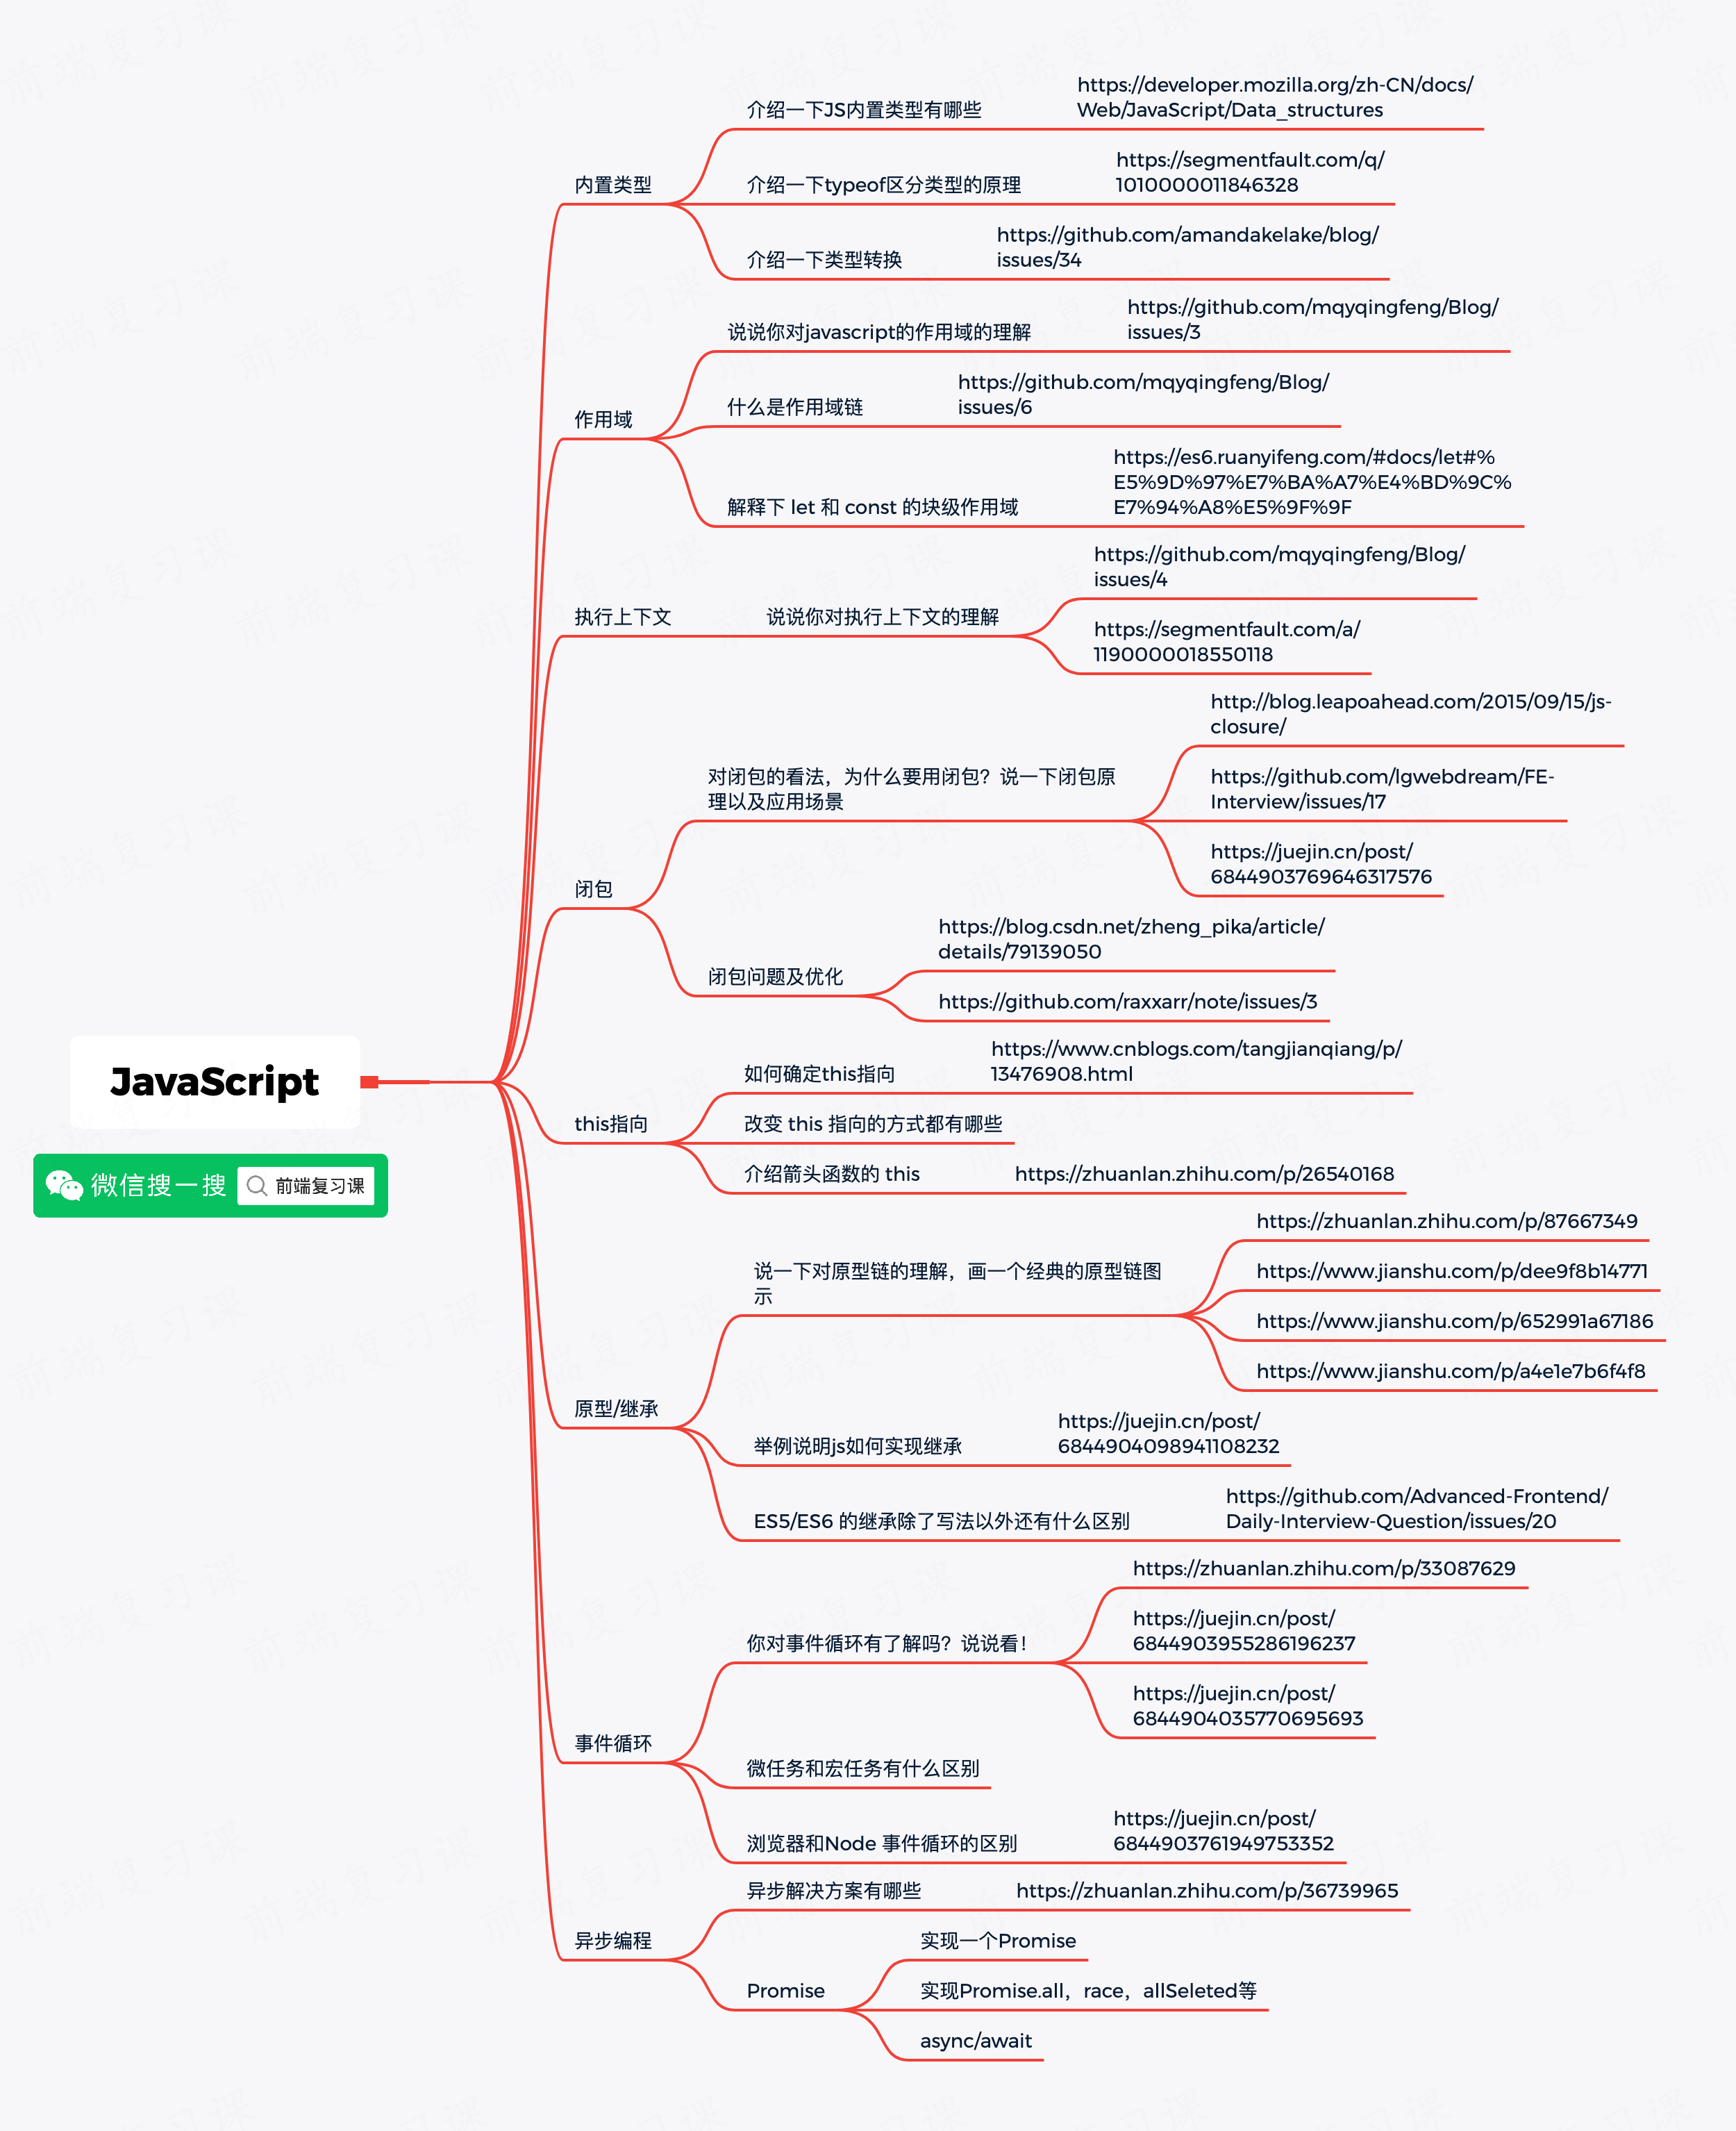 介绍一下JS内置类型有哪些
https://developer.mozilla.org/zh-CN/docs/
Web/JavaScript/Data_structures
内置类型
介绍一下typeof区分类型的原理
https://segmentfault.com/q/
1010000011846328
介绍一下类型转换
https://github.com/amandakelake/blog/
issues/34
说说你对javascript的作用域的理解
https://github.com/mqyqingfeng/Blog/
issues/3
作用域
什么是作用域链
https://github.com/mqyqingfeng/Blog/
issues/6
解释下 let 和 const 的块级作用域
https://es6.ruanyifeng.com/#docs/let#%
E5%9D%97%E7%BA%A7%E4%BD%9C%
E7%94%A8%E5%9F%9F
执行上下文
说说你对执行上下文的理解
https://github.com/mqyqingfeng/Blog/
issues/4
https://segmentfault.com/a/
1190000018550118
闭包
对闭包的看法，为什么要用闭包？说一下闭包原
理以及应用场景
http://blog.leapoahead.com/2015/09/15/js-
closure/
https://github.com/lgwebdream/FE-
Interview/issues/17
https://juejin.cn/post/
6844903769646317576
闭包问题及优化
https://blog.csdn.net/zheng_pika/article/
details/79139050
https://github.com/raxxarr/note/issues/3
JavaScript
微信搜一搜
前端复习课
this指向
如何确定this指向
https://www.cnblogs.com/tangjianqiang/p/
13476908.html
改变 this 指向的方式都有哪些
介绍箭头函数的 this
https://zhuanlan.zhihu.com/p/26540168
原型/继承
说一下对原型链的理解，画一个经典的原型链图
示
https://zhuanlan.zhihu.com/p/87667349
https://www.jianshu.com/p/dee9f8b14771
https://www.jianshu.com/p/652991a67186
https://www.jianshu.com/p/a4e1e7b6f4f8
举例说明js如何实现继承
https://juejin.cn/post/
6844904098941108232
ES5/ES6 的继承除了写法以外还有什么区别
https://github.com/Advanced-Frontend/
Daily-Interview-Question/issues/20
事件循环
你对事件循环有了解吗？说说看！
https://zhuanlan.zhihu.com/p/33087629
https://juejin.cn/post/
6844903955286196237
https://juejin.cn/post/
6844904035770695693
微任务和宏任务有什么区别
浏览器和Node 事件循环的区别
https://juejin.cn/post/
6844903761949753352
异步编程
异步解决方案有哪些
https://zhuanlan.zhihu.com/p/36739965
Promise
实现一个Promise
实现Promise.all，race，allSeleted等
async/await